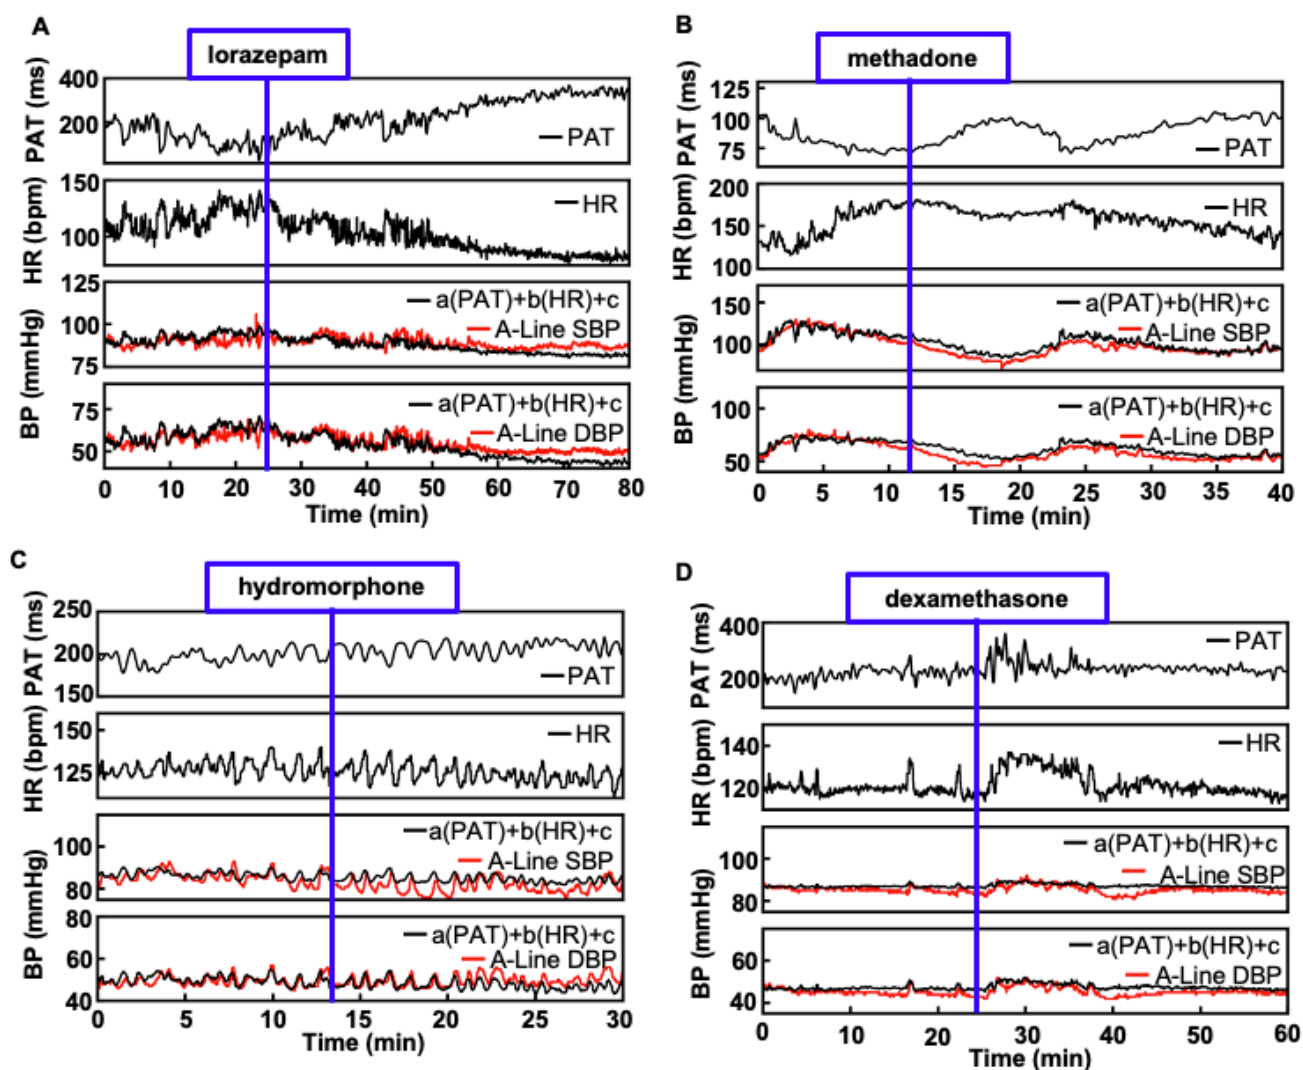 A
lorazepam
PAT (ms)
400
200
PAT
HR (bpm)
150
100
HR
BP (mmHg)
125
100
75
a(PAT)+b(HR)+c
A-Line SBP
75
50
a(PAT)+b(HR)+c
A-Line DBP
0 10 20 30 40 50 60 70 80
Time (min)
B
methadone
PAT (ms)
125
100
75
PAT
HR (bpm)
200
150
100
HR
BP (mmHg)
150
100
a(PAT)+b(HR)+c
A-Line SBP
100
50
a(PAT)+b(HR)+c
A-Line DBP
0 5 10 15 20 25 30 35 40
Time (min)
C
hydromorphone
PAT (ms)
250
200
150
PAT
HR (bpm)
150
125
HR
BP (mmHg)
100
80
a(PAT)+b(HR)+c
A-Line SBP
80
60
40
a(PAT)+b(HR)+c
A-Line DBP
0 5 10 15 20 25 30
Time (min)
D
dexamethasone
PAT (ms)
400
200
PAT
HR (bpm)
140
120
HR
BP (mmHg)
100
80
a(PAT)+b(HR)+c
A-Line SBP
60
40
a(PAT)+b(HR)+c
A-Line DBP
0 10 20 30 40 50 60
Time (min)